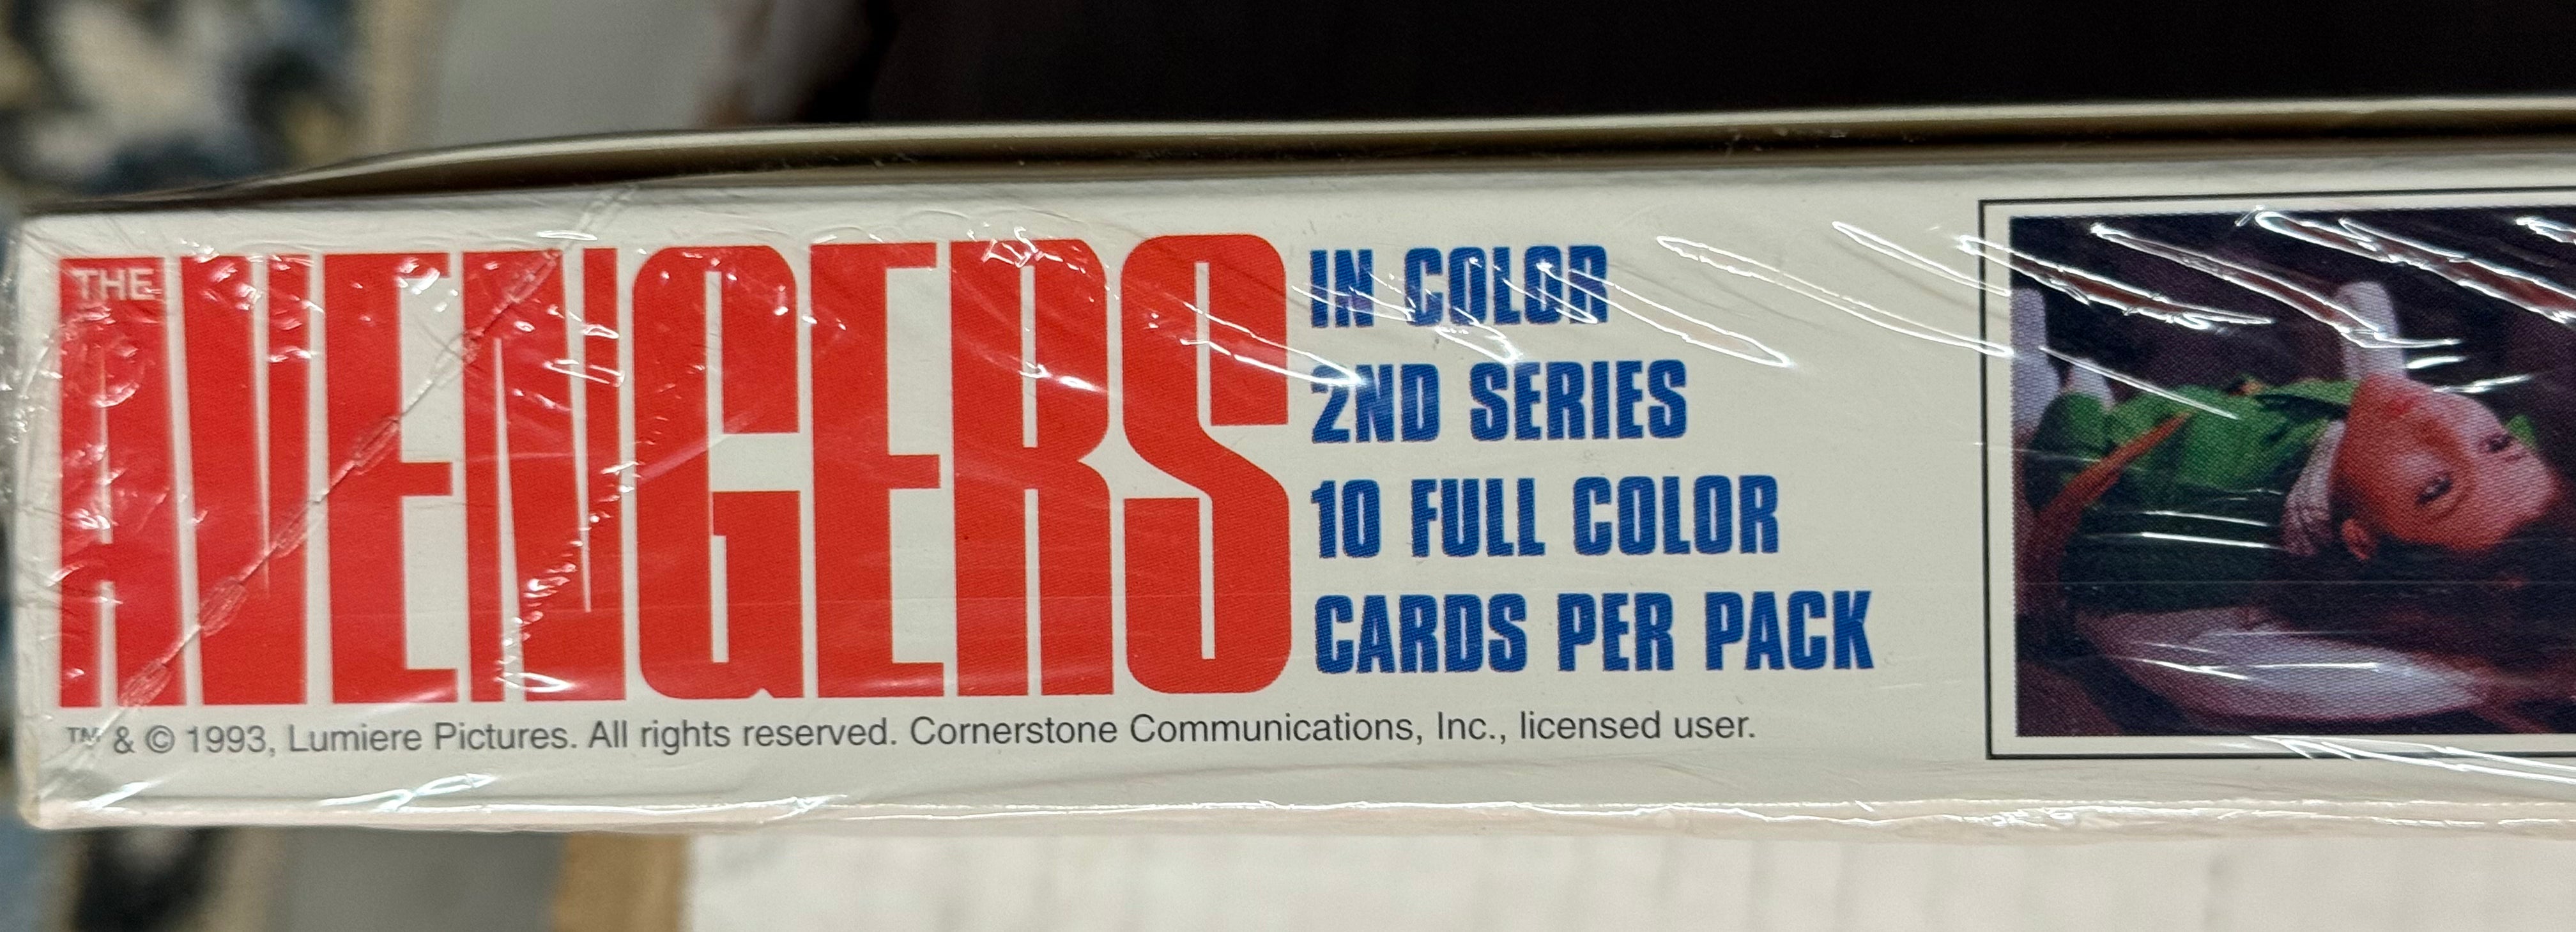 THE
AVENGERS
IN COLOR
2ND SERIES
10 FULL COLOR
CARDS PER PACK
™ & © 1993, Lumiere Pictures. All rights reserved. Cornerstone Communications, Inc., licensed user.